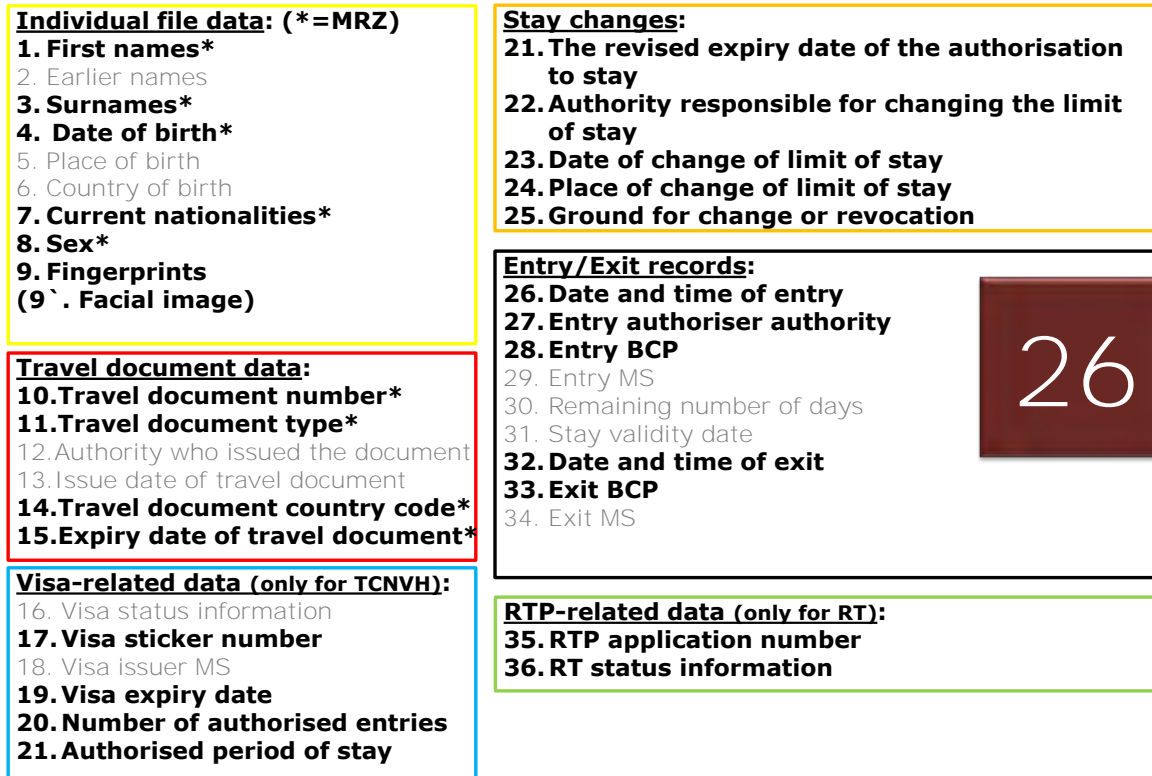 Individual file data: (*=MRZ)
1. First names*
2. Earlier names
3. Surnames*
4. Date of birth*
5. Place of birth
6. Country of birth
7. Current nationalities*
8. Sex*
9. Fingerprints
(9`. Facial image)
Travel document data:
10.Travel document number*
11.Travel document type*
12.Authority who issued the document
13.Issue date of travel document
14.Travel document country code*
15.Expiry date of travel document*
Visa-related data (only for TCNVH):
16. Visa status information
17. Visa sticker number
18. Visa issuer MS
19. Visa expiry date
20. Number of authorised entries
21. Authorised period of stay
Stay changes:
21. The revised expiry date of the authorisation
to stay
22. Authority responsible for changing the limit
of stay
23. Date of change of limit of stay
24. Place of change of limit of stay
25. Ground for change or revocation
Entry/Exit records:
26. Date and time of entry
27. Entry authoriser authority
28. Entry BCP
29. Entry MS
30. Remaining number of days
31. Stay validity date
32. Date and time of exit
33. Exit BCP
34. Exit MS
26
RTP-related data (only for RT):
35. RTP application number
36. RT status information